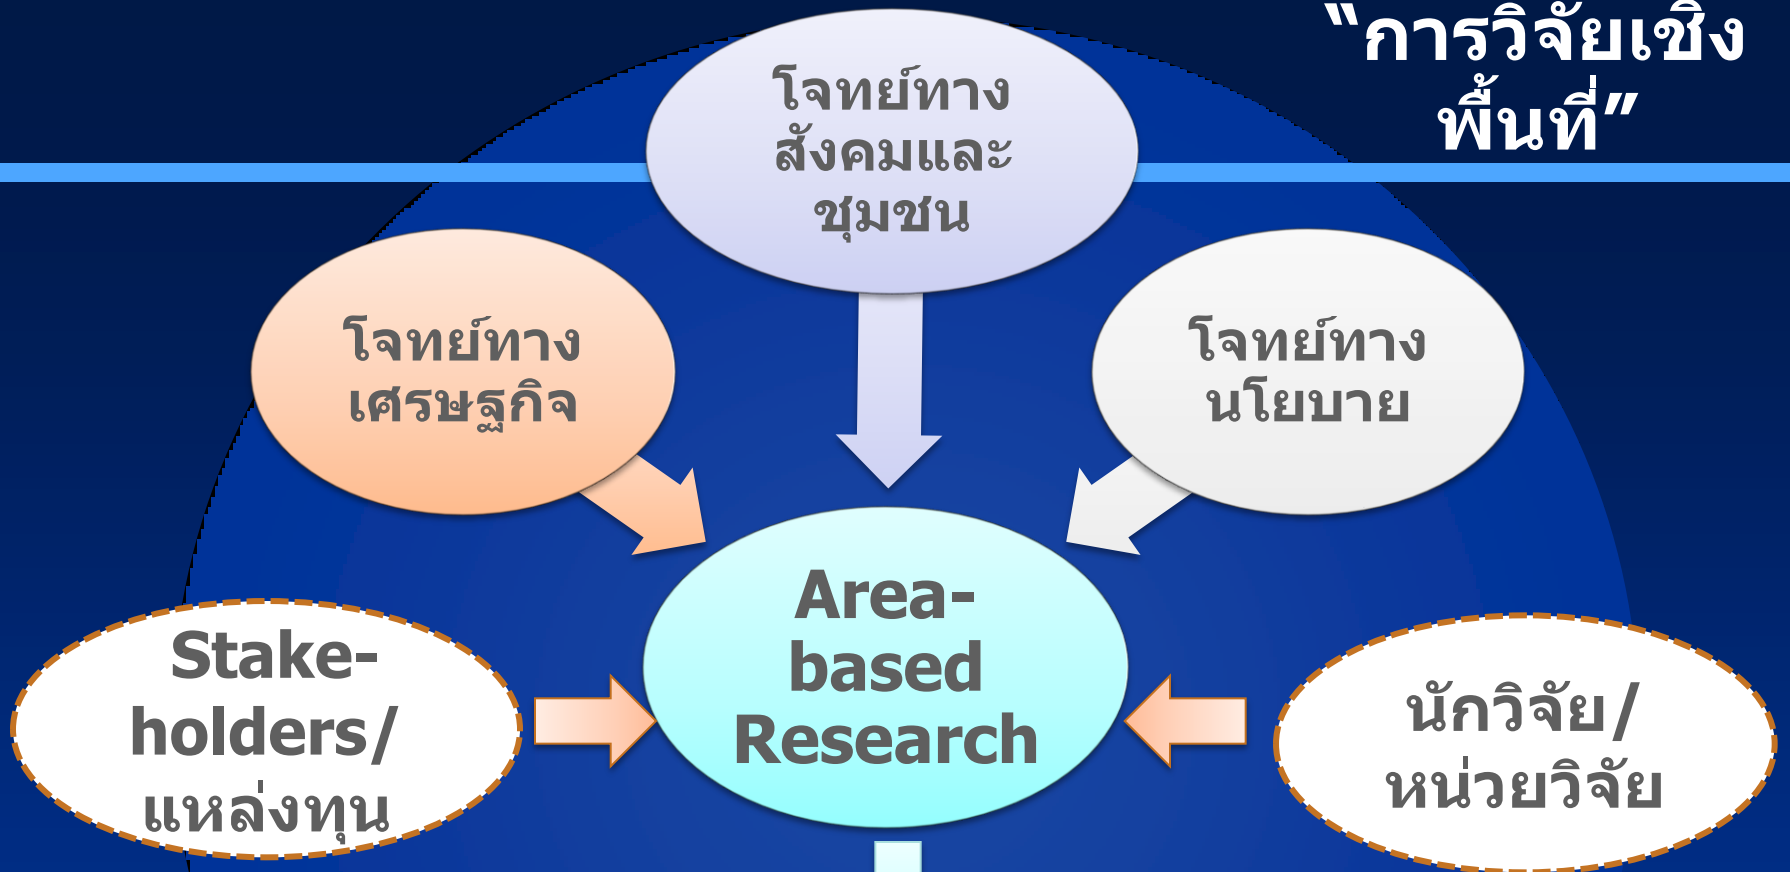 “การวิจัยเชิง
พื้นที่”
โจทย์ทาง
สังคมและ
ชุมชน
โจทย์ทาง
เศรษฐกิจ
โจทย์ทาง
นโยบาย
Area-
based
Research
Stake-
holders/
แหล่งทุน
นักวิจัย/
หน่วยวิจัย